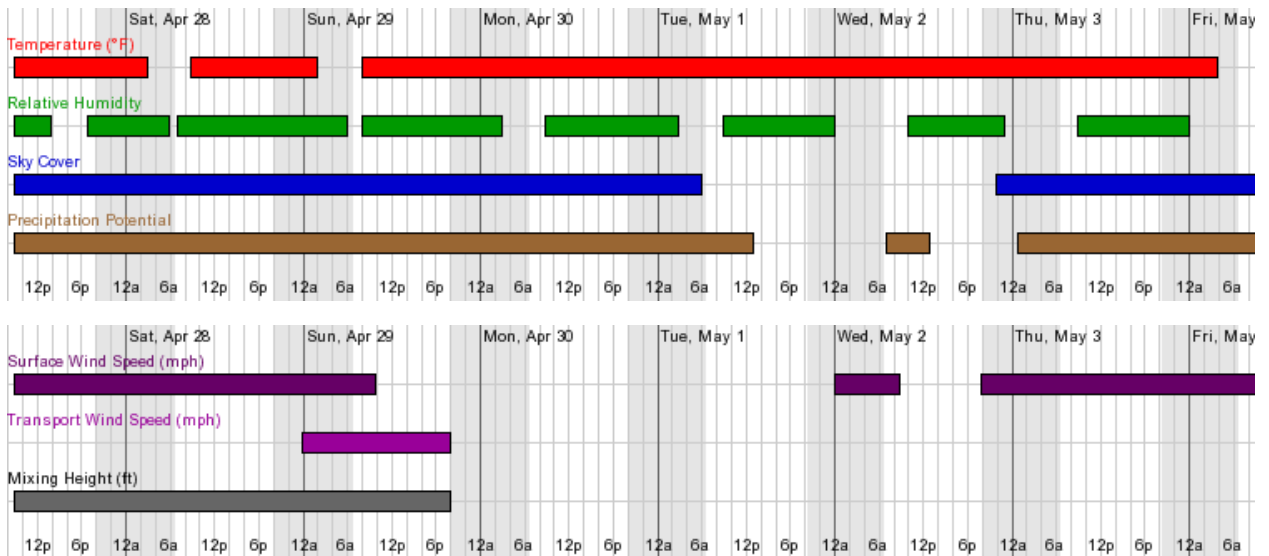 Sat, Apr 28 Sun, Apr 29 Mon, Apr 30 Tue, May 1 Wed, May 2 Thu, May 3 Fri, May
Temperature (°F)
Relative Humidity
Sky Cover
Precipitation Potential
12p 6p 12a 6a 12p 6p 12a 6a 12p 6p 12a 6a 12p 6p 12a 6a 12p 6p 12a 6a 12p 6p 12a 6a 12p 6p 12a 6a
Sat, Apr 28 Sun, Apr 29 Mon, Apr 30 Tue, May 1 Wed, May 2 Thu, May 3 Fri, May
Surface Wind Speed (mph)
Transport Wind Speed (mph)
Mixing Height (ft)
12p 6p 12a 6a 12p 6p 12a 6a 12p 6p 12a 6a 12p 6p 12a 6a 12p 6p 12a 6a 12p 6p 12a 6a 12p 6p 12a 6a